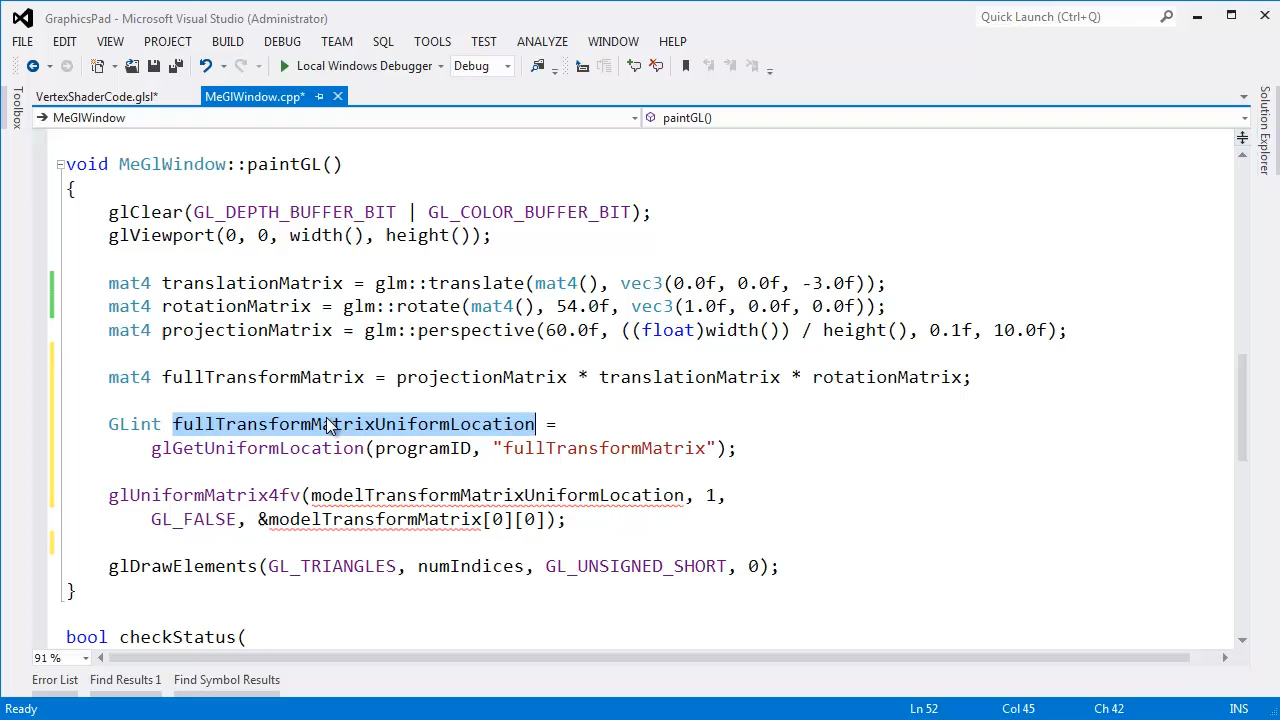 GraphicsPad - Microsoft Visual Studio (Administrator)
Quick Launch (Ctrl+Q)
FILE EDIT VIEW PROJECT BUILD DEBUG TEAM SQL TOOLS TEST ANALYZE WINDOW HELP
Local Windows Debugger Debug
VertexShaderCode.glsl* MeGlWindow.cpp*
MeGlWindow paintGL()
Toolbox
Solution Explorer
void MeGlWindow::paintGL()
{
glClear(GL_DEPTH_BUFFER_BIT | GL_COLOR_BUFFER_BIT);
glViewport(0, 0, width(), height());
mat4 translationMatrix = glm::translate(mat4(), vec3(0.0f, 0.0f, -3.0f));
mat4 rotationMatrix = glm::rotate(mat4(), 54.0f, vec3(1.0f, 0.0f, 0.0f));
mat4 projectionMatrix = glm::perspective(60.0f, ((float)width()) / height(), 0.1f, 10.0f);
mat4 fullTransformMatrix = projectionMatrix * translationMatrix * rotationMatrix;
GLint fullTransformMatrixUniformLocation =
glGetUniformLocation(programID, "fullTransformMatrix");
glUniformMatrix4fv(modelTransformMatrixUniformLocation, 1,
GL_FALSE, &modelTransformMatrix[0][0]);
glDrawElements(GL_TRIANGLES, numIndices, GL_UNSIGNED_SHORT, 0);
}
bool checkStatus(
91 %
Error List Find Results 1 Find Symbol Results
Ready Ln 52 Col 45 Ch 42 INS